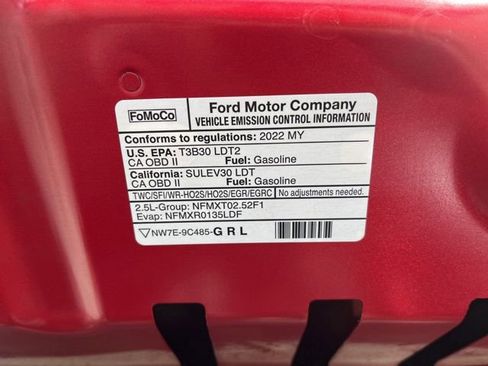 FoMoCo
Ford Motor Company
VEHICLE EMISSION CONTROL INFORMATION
Conforms to regulations: 2022 MY
U.S. EPA: T3B30 LDT2
CA OBD II Fuel: Gasoline
California: SULEV30 LDT
CA OBD II Fuel: Gasoline
TWC/SFI/WR-HO2S/HO2S/EGR/EGRC No adjustments needed.
2.5L-Group: NFMXT02.52F1
Evap: NFMXR0135LDF
▽NW7E-9C485-G R L